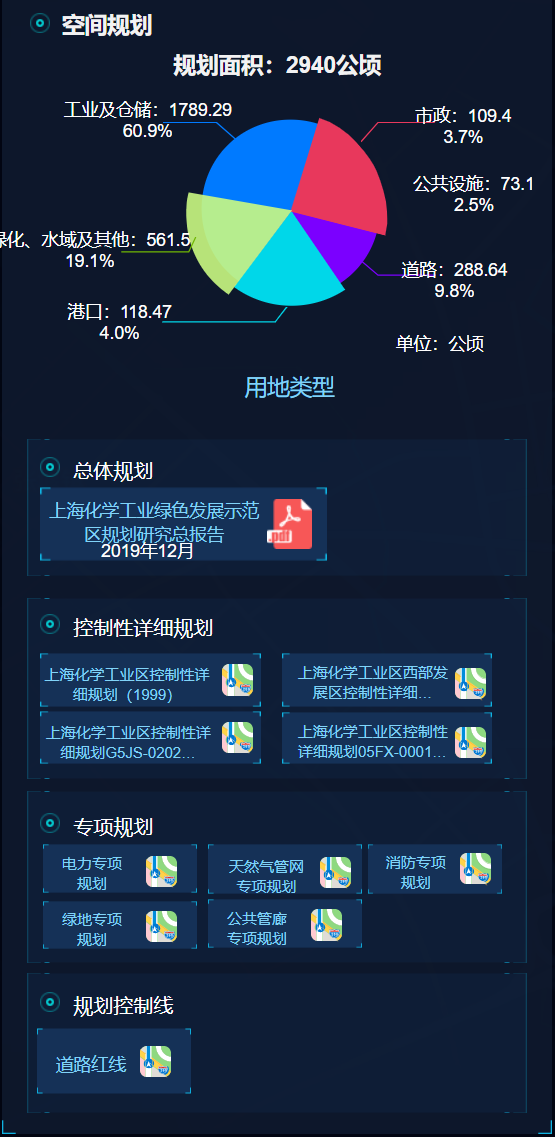 空间规划
规划面积：2940公顷
工业及仓储：1789.29
60.9%
市政：109.4
3.7%
公共设施：73.1
2.5%
绿化、水域及其他：561.5
19.1%
道路：288.64
9.8%
港口：118.47
4.0%
单位：公顷
用地类型
总体规划
上海化学工业绿色发展示范
区规划研究总报告
2019年12月
.pdf
控制性详细规划
上海化学工业区控制性详
细规划（1999）
上海化学工业区西部发
展区控制性详细...
上海化学工业区控制性详
细规划G5JS-0202...
上海化学工业区控制性
详细规划05FX-0001...
专项规划
电力专项
规划
天然气管网
专项规划
消防专项
规划
绿地专项
规划
公共管廊
专项规划
规划控制线
道路红线